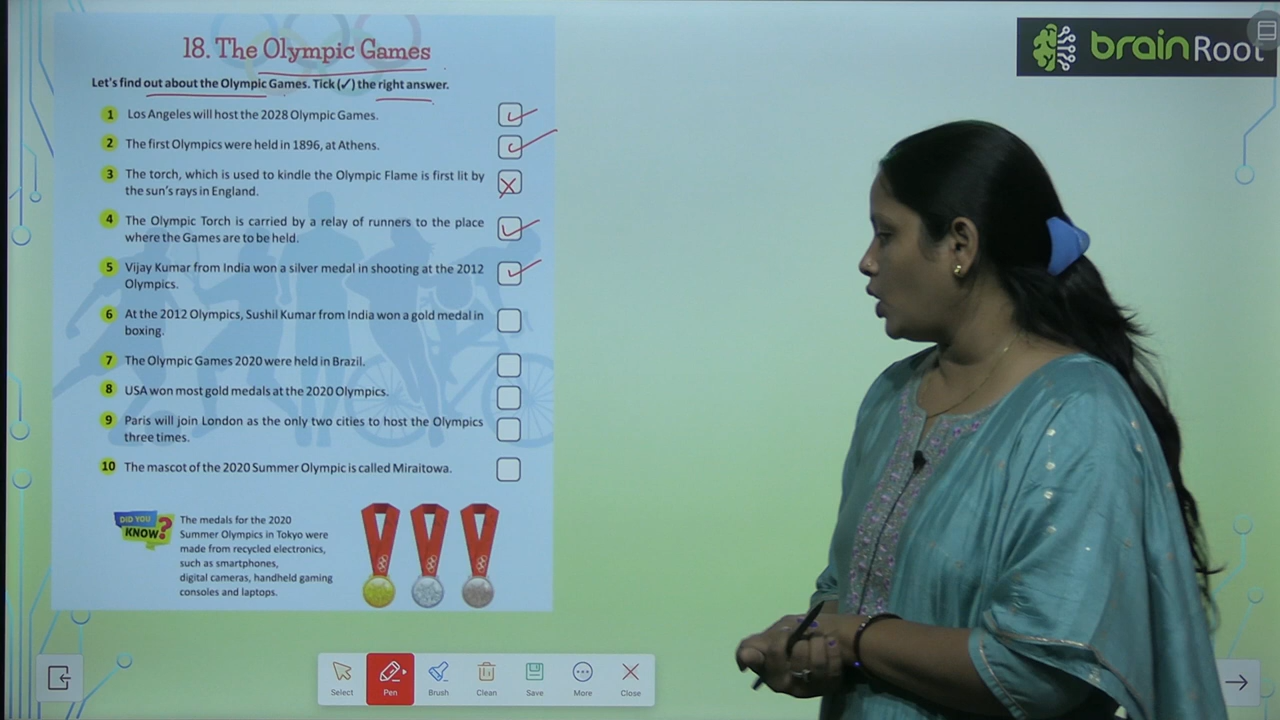 18. The Olympic Games
Let's find out about the Olympic Games. Tick (✓) the right answer.
1 Los Angeles will host the 2028 Olympic Games.
2 The first Olympics were held in 1896, at Athens.
3 The torch, which is used to kindle the Olympic Flame is first lit by
the sun's rays in England.
4 The Olympic Torch is carried by a relay of runners to the place
where the Games are to be held.
5 Vijay Kumar from India won a silver medal in shooting at the 2012
Olympics.
6 At the 2012 Olympics, Sushil Kumar from India won a gold medal in
boxing.
7 The Olympic Games 2020 were held in Brazil.
8 USA won most gold medals at the 2020 Olympics.
9 Paris will join London as the only two cities to host the Olympics
three times.
10 The mascot of the 2020 Summer Olympic is called Miraitowa.
DID YOU
KNOW?
The medals for the 2020
Summer Olympics in Tokyo were
made from recycled electronics,
such as smartphones,
digital cameras, handheld gaming
consoles and laptops.
brainRoot
Select Pen Brush Clean Save More Close